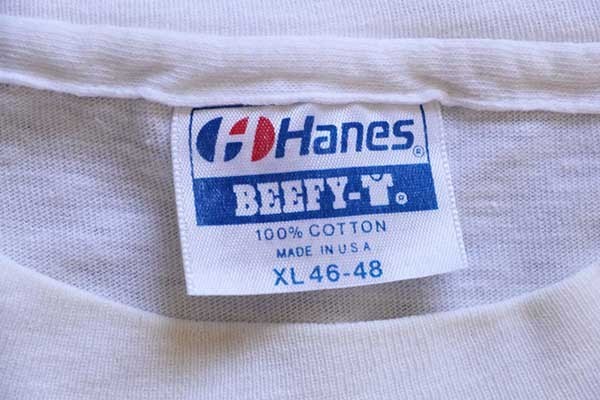 Hanes®
BEEFY-T®
100% COTTON
MADE IN U.S.A
XL 46-48